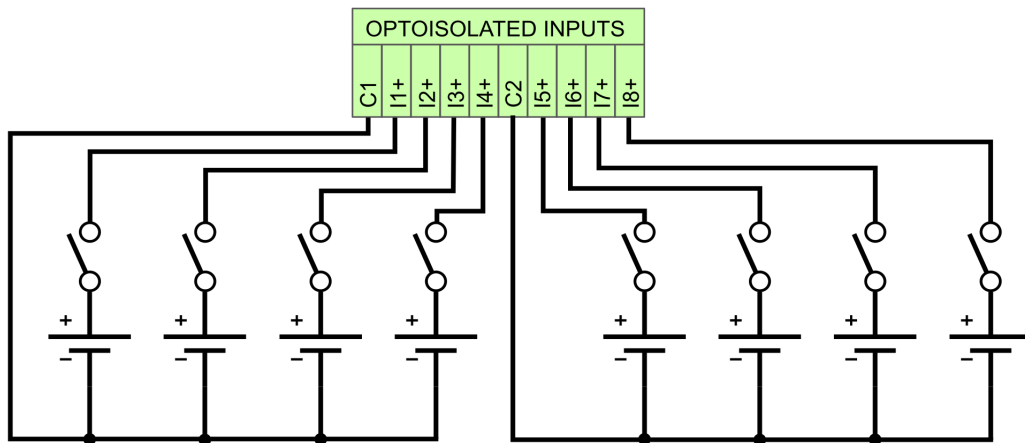 OPTOISOLATED INPUTS
C1 I1+ I2+ I3+ I4+ C2 I5+ I6+ I7+ I8+
+ + + + + + + +
− − − − − − − −